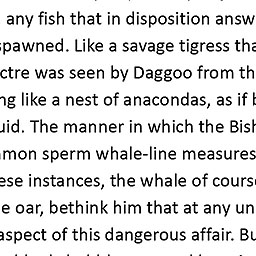 any fish that in disposition answ
spawned. Like a savage tigress tha
ctre was seen by Daggoo from th
ng like a nest of anacondas, as if b
uid. The manner in which the Bish
mon sperm whale-line measures
ese instances, the whale of cours
e oar, bethink him that at any un
aspect of this dangerous affair. Bu